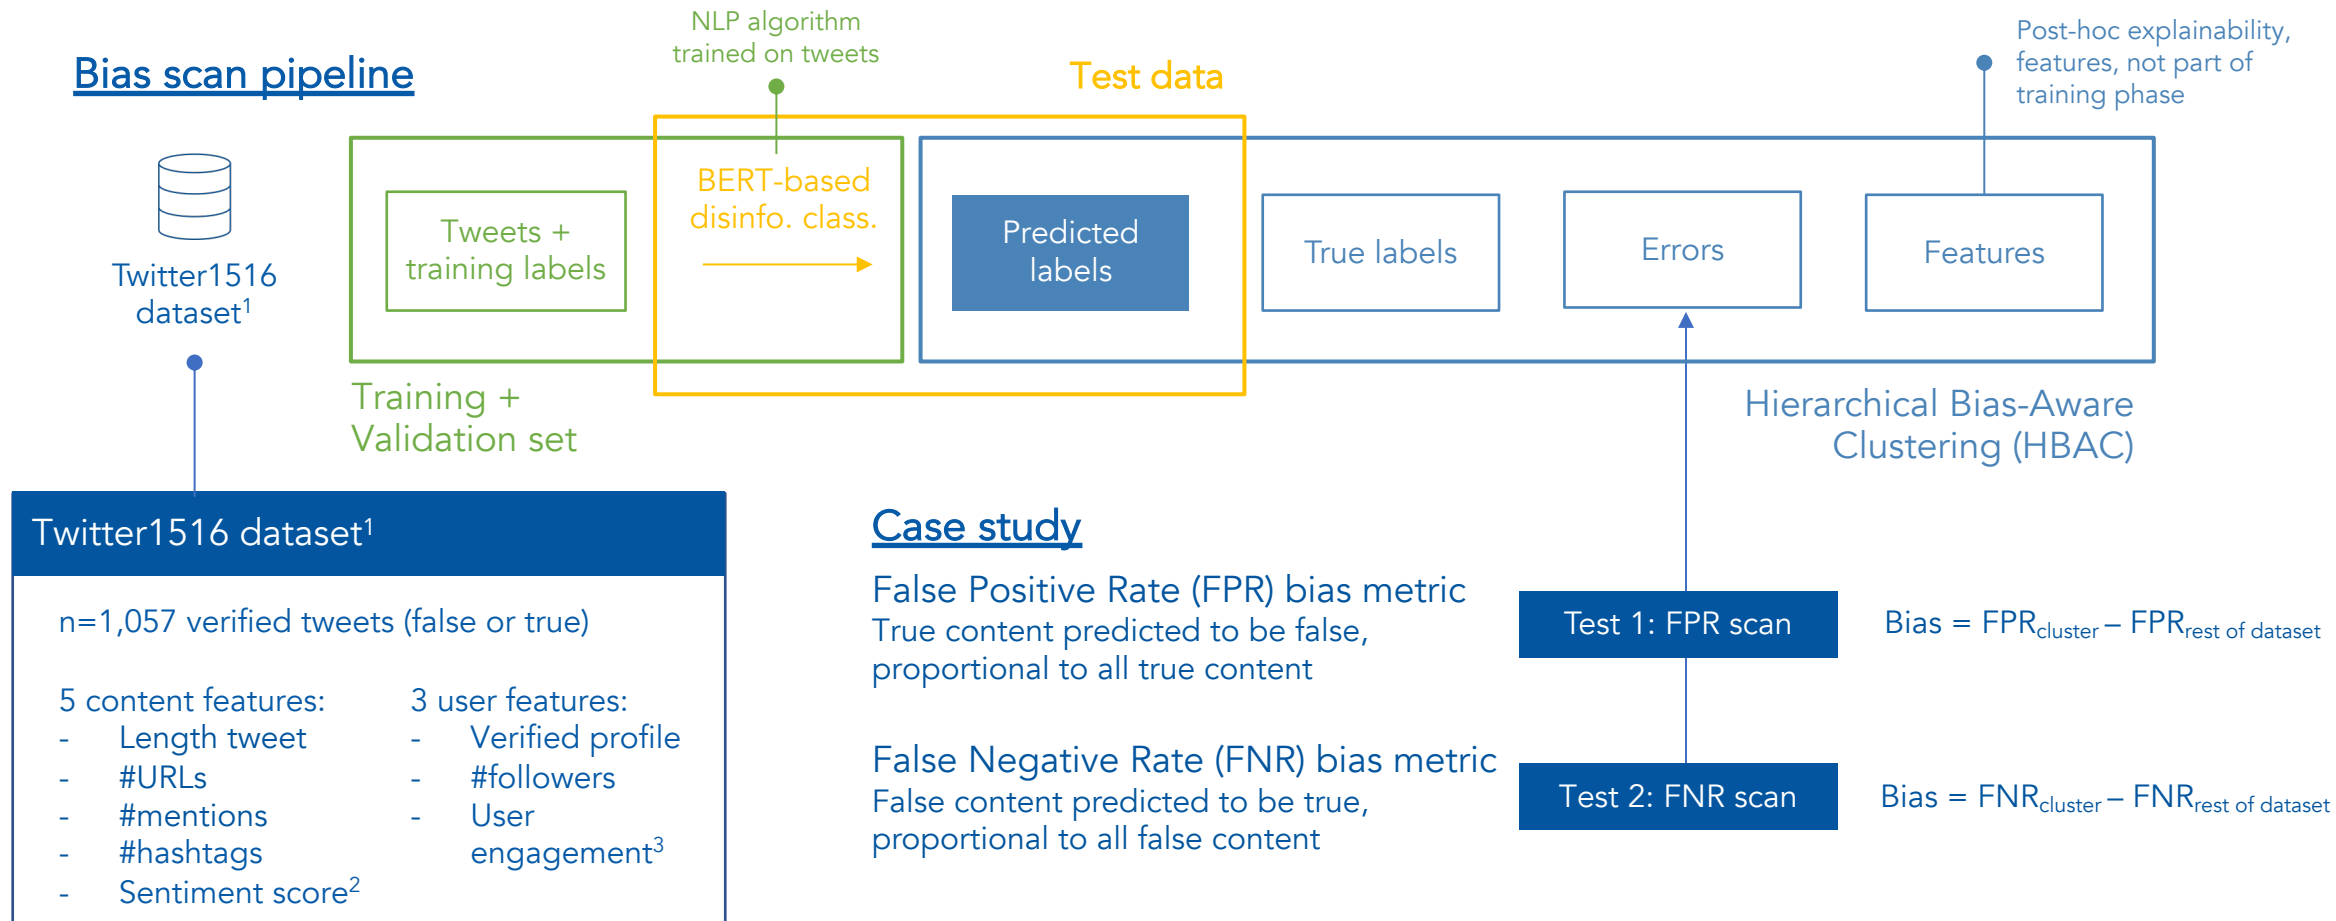 Bias scan pipeline
NLP algorithm
trained on tweets
Test data
Post-hoc explainability,
features, not part of
training phase
Twitter1516
dataset¹
Tweets +
training labels
BERT-based
disinfo. class.
Predicted
labels
True labels
Errors
Features
Training +
Validation set
Hierarchical Bias-Aware
Clustering (HBAC)
Twitter1516 dataset¹
n=1,057 verified tweets (false or true)
5 content features:
- Length tweet
- #URLs
- #mentions
- #hashtags
- Sentiment score²
3 user features:
- Verified profile
- #followers
- User
engagement³
Case study
False Positive Rate (FPR) bias metric
True content predicted to be false,
proportional to all true content
Test 1: FPR scan
Bias = FPRcluster – FPRrest of dataset
False Negative Rate (FNR) bias metric
False content predicted to be true,
proportional to all false content
Test 2: FNR scan
Bias = FNRcluster – FNRrest of dataset